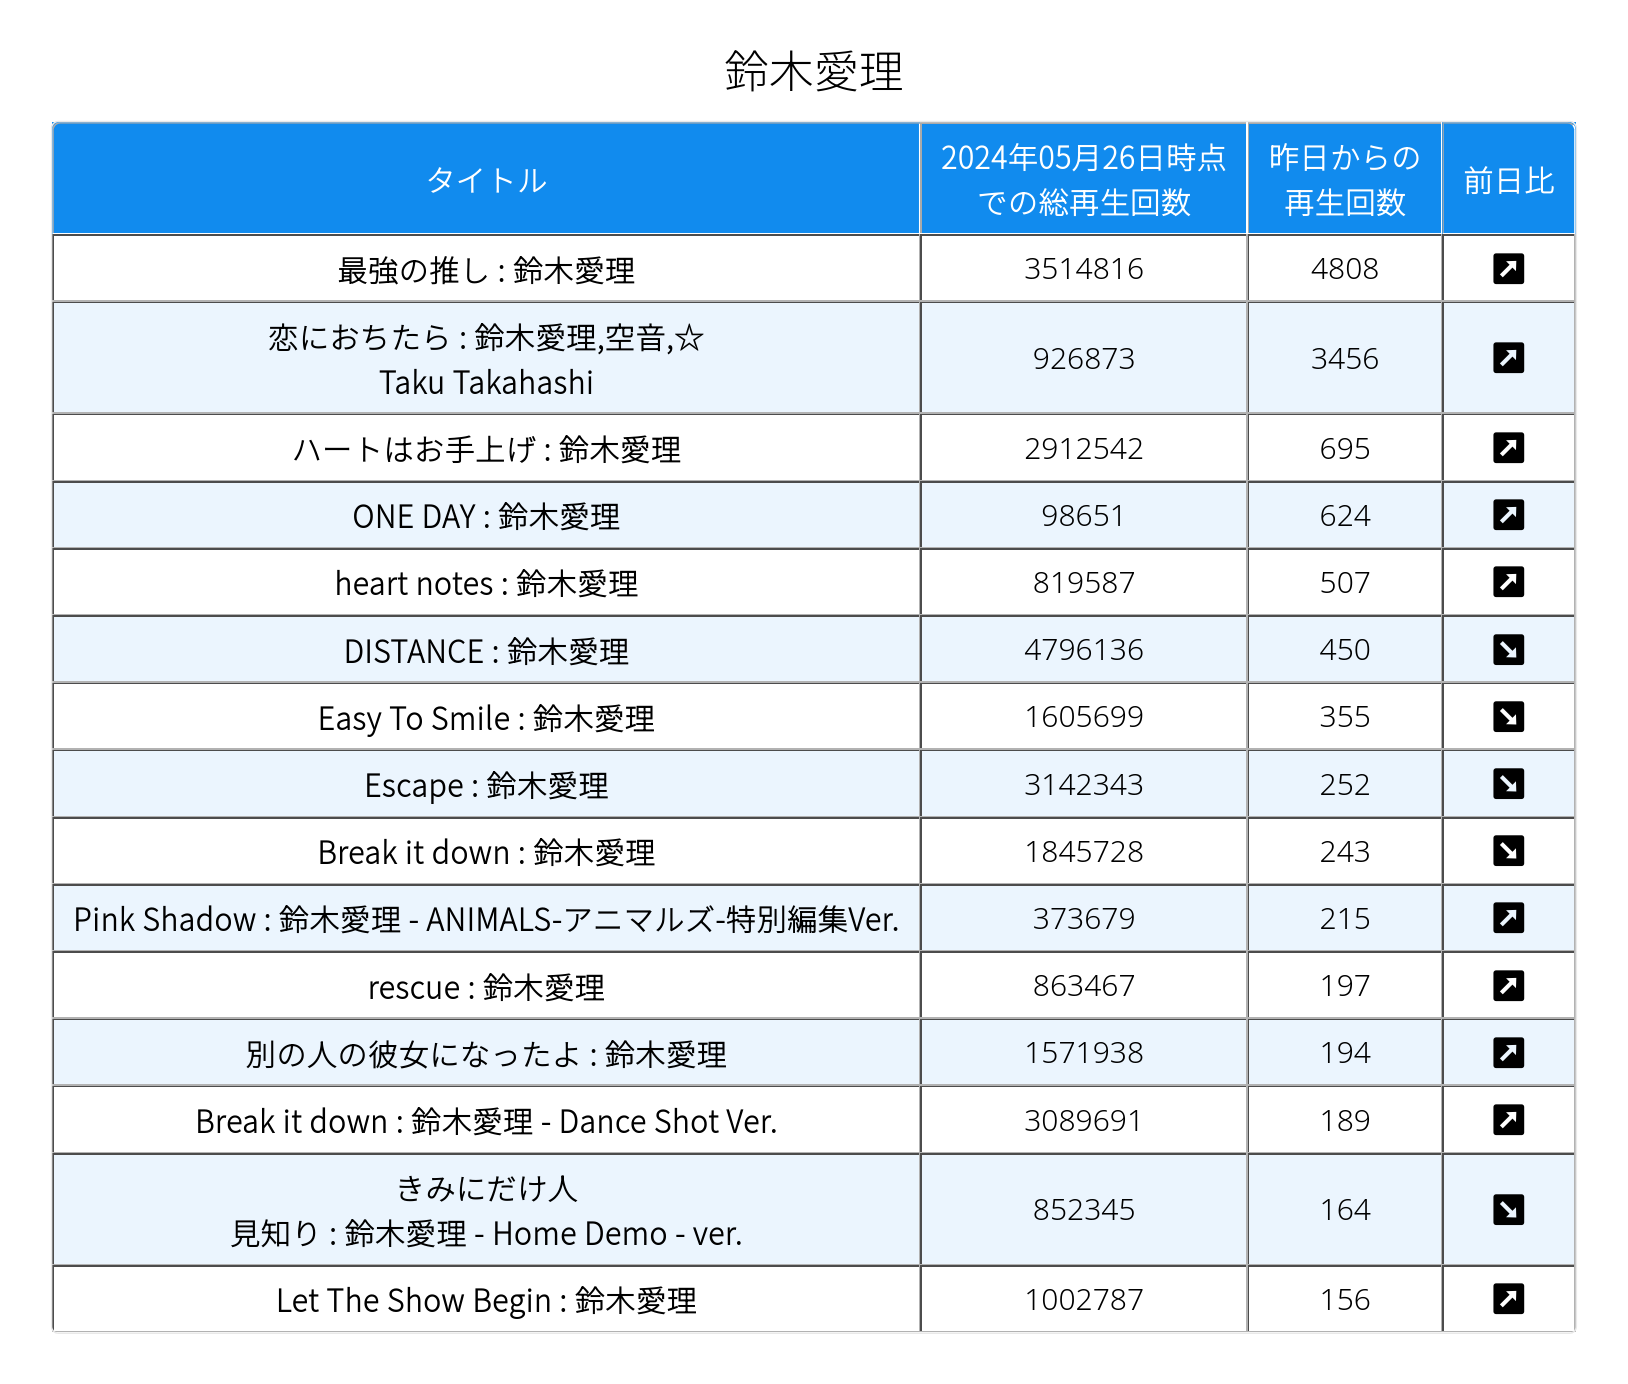 鈴木愛理
タイトル
2024年05月26日時点
での総再生回数
昨日からの
再生回数
前日比
最強の推し : 鈴木愛理 3514816 4808
恋におちたら : 鈴木愛理,空音,☆
Taku Takahashi
926873 3456
ハートはお手上げ : 鈴木愛理 2912542 695
ONE DAY : 鈴木愛理 98651 624
heart notes : 鈴木愛理 819587 507
DISTANCE : 鈴木愛理 4796136 450
Easy To Smile : 鈴木愛理 1605699 355
Escape : 鈴木愛理 3142343 252
Break it down : 鈴木愛理 1845728 243
Pink Shadow : 鈴木愛理 - ANIMALS-アニマルズ-特別編集Ver. 373679 215
rescue : 鈴木愛理 863467 197
別の人の彼女になったよ : 鈴木愛理 1571938 194
Break it down : 鈴木愛理 - Dance Shot Ver. 3089691 189
きみにだけ人
見知り : 鈴木愛理 - Home Demo - ver.
852345 164
Let The Show Begin : 鈴木愛理 1002787 156